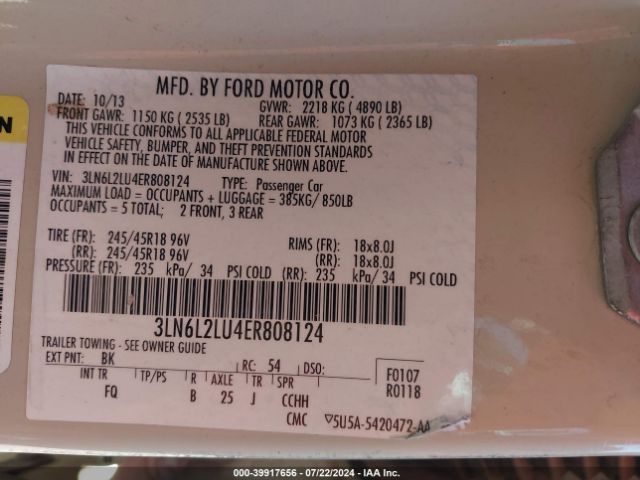 MFD. BY FORD MOTOR CO.
DATE: 10/13 GVWR: 2218 KG ( 4890 LB)
FRONT GAWR: 1150 KG ( 2535 LB) REAR GAWR: 1073 KG ( 2365 LB)
THIS VEHICLE CONFORMS TO ALL APPLICABLE FEDERAL MOTOR
VEHICLE SAFETY, BUMPER, AND THEFT PREVENTION STANDARDS
IN EFFECT ON THE DATE OF MANUFACTURE SHOWN ABOVE.
VIN: 3LN6L2LU4ER808124 TYPE: Passenger Car
MAXIMUM LOAD = OCCUPANTS + LUGGAGE = 385KG/ 850LB
OCCUPANTS = 5 TOTAL; 2 FRONT, 3 REAR
TIRE (FR): 245/45R18 96V RIMS (FR): 18x8.0J
(RR): 245/45R18 96V (RR): 18x8.0J
PRESSURE (FR): 235 kPa/ 34 PSI COLD (RR): 235 kPa/ 34 PSI COLD
3LN6L2LU4ER808124
TRAILER TOWING - SEE OWNER GUIDE
EXT PNT: BK RC: 54 DSO:
INT TR TP/PS R AXLE TR SPR F0107
FQ B 25 J CCHH R0118
CMC ▽5U5A-5420472-AA
000-39917656 - 07/22/2024 - IAA Inc.